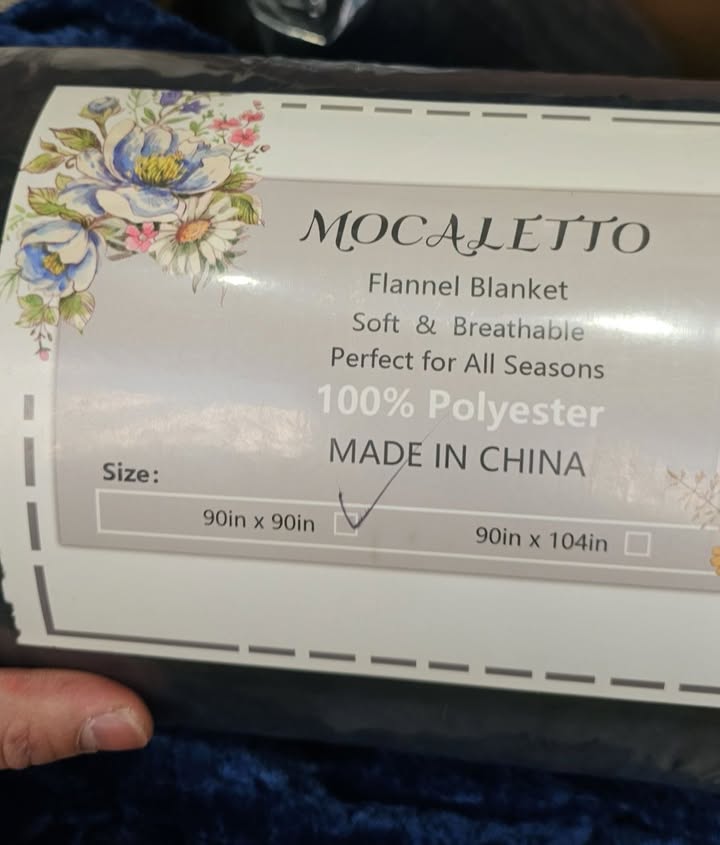 MOCALETTO
Flannel Blanket
Soft & Breathable
Perfect for All Seasons
100% Polyester
MADE IN CHINA
Size:
90in x 90in
90in x 104in